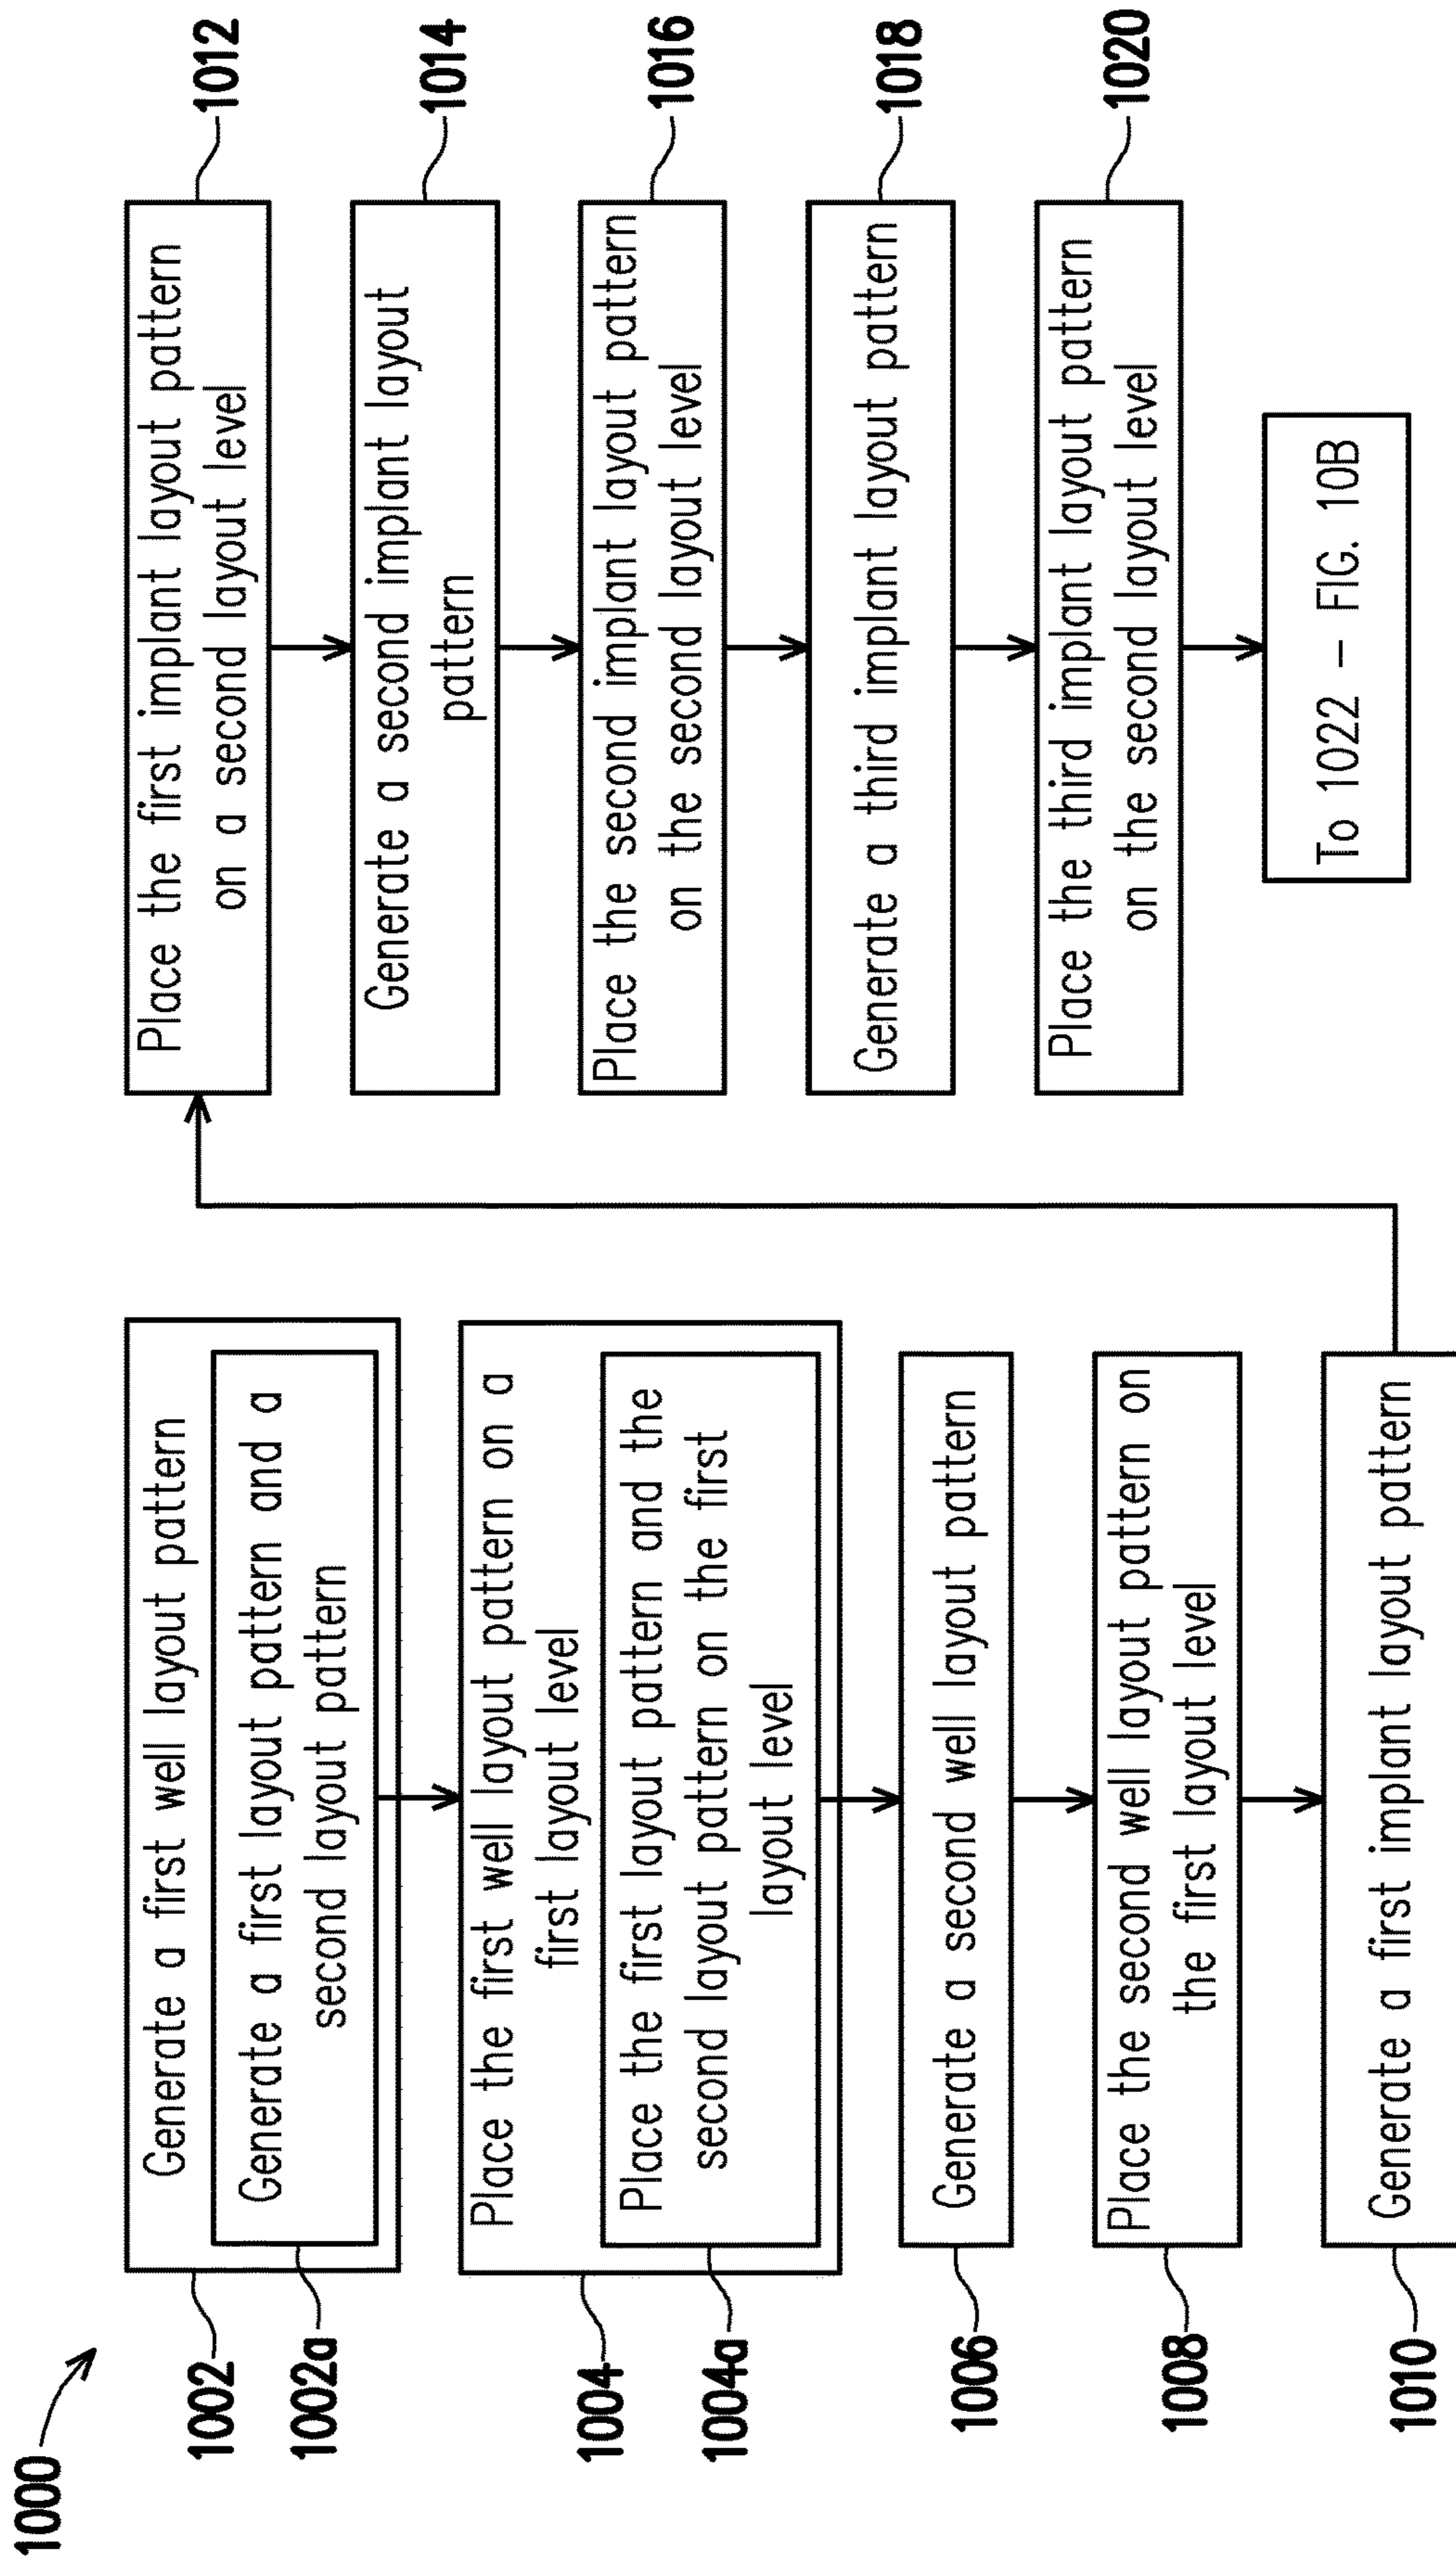 1000
1002
Generate a first well layout pattern
1002a
Generate a first layout pattern and a
second layout pattern
1004
Place the first well layout pattern on a
first layout level
1004a
Place the first layout pattern and the
second layout pattern on the first
layout level
1006
Generate a second well layout pattern
1008
Place the second well layout pattern on
the first layout level
1010
Generate a first implant layout pattern
Place the first implant layout pattern
on a second layout level
1012
Generate a second implant layout
pattern
1014
Place the second implant layout pattern
on the second layout level
1016
Generate a third implant layout pattern
1018
Place the third implant layout pattern
on the second layout level
1020
To 1022 – FIG. 10B